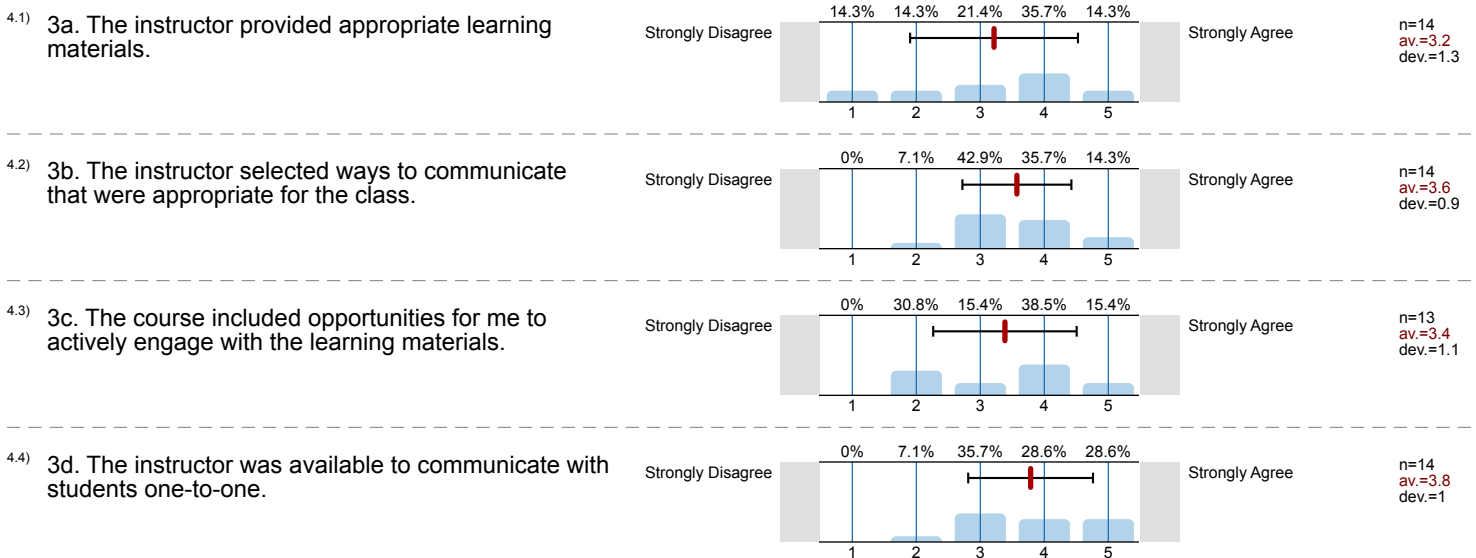 4.1) 3a. The instructor provided appropriate learning
materials.
Strongly Disagree
14.3% 14.3% 21.4% 35.7% 14.3%
1 2 3 4 5
Strongly Agree
n=14
av.=3.2
dev.=1.3
4.2) 3b. The instructor selected ways to communicate
that were appropriate for the class.
Strongly Disagree
0% 7.1% 42.9% 35.7% 14.3%
1 2 3 4 5
Strongly Agree
n=14
av.=3.6
dev.=0.9
4.3) 3c. The course included opportunities for me to
actively engage with the learning materials.
Strongly Disagree
0% 30.8% 15.4% 38.5% 15.4%
1 2 3 4 5
Strongly Agree
n=13
av.=3.4
dev.=1.1
4.4) 3d. The instructor was available to communicate with
students one-to-one.
Strongly Disagree
0% 7.1% 35.7% 28.6% 28.6%
1 2 3 4 5
Strongly Agree
n=14
av.=3.8
dev.=1